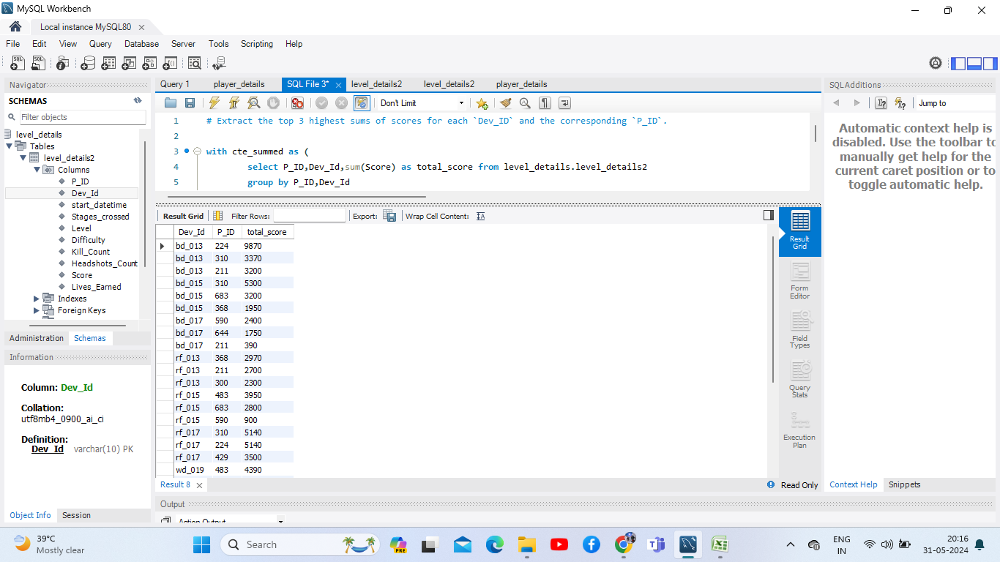 MySQL Workbench
Local instance MySQL80
File Edit View Query Database Server Tools Scripting Help
Navigator
SCHEMAS
Filter objects
level_details
Tables
level_details2
Columns
P_ID
Dev_Id
start_datetime
Stages_crossed
Level
Difficulty
Kill_Count
Headshots_Count
Score
Lives_Earned
Indexes
Foreign Keys
Administration Schemas
Information
Column: Dev_Id
Collation:
utf8mb4_0900_ai_ci
Definition:
Dev_Id varchar(10) PK
Object Info Session
Query 1 player_details SQL File 3* level_details2 level_details2 player_details
Don't Limit
1 # Extract the top 3 highest sums of scores for each `Dev_ID` and the corresponding `P_ID`.
2
3 with cte_summed as (
4 select P_ID,Dev_Id,sum(Score) as total_score from level_details.level_details2
5 group by P_ID,Dev_Id
Result Grid Filter Rows: Export: Wrap Cell Content:
Dev_Id P_ID total_score
bd_013 224 9870
bd_013 310 3370
bd_013 211 3200
bd_015 310 5300
bd_015 683 3200
bd_015 368 1950
bd_017 590 2400
bd_017 644 1750
bd_017 211 390
rf_013 368 2970
rf_013 211 2700
rf_013 300 2300
rf_015 483 3950
rf_015 683 2800
rf_015 590 900
rf_017 310 5140
rf_017 224 5140
rf_017 429 3500
wd_019 483 4390
Result Grid
Form Editor
Field Types
Query Stats
Execution Plan
Result 8
Read Only
Output
Action Output
SQLAdditions
Jump to
Automatic context help is
disabled. Use the toolbar to
manually get help for the
current caret position or to
toggle automatic help.
Context Help Snippets
39°C
Mostly clear
Search
PRE
ENG
IN
20:16
31-05-2024